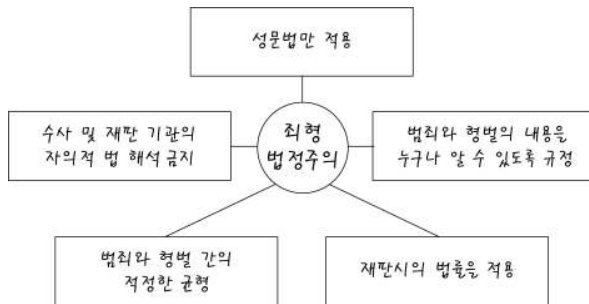 성문법만 적용
수사 및 재판 기관의
자의적 법 해석 금지
죄형
법정주의
범죄와 형벌의 내용을
누구나 알 수 있도록 규정
범죄와 형벌 간의
적정한 균형
재판시의 법률을 적용